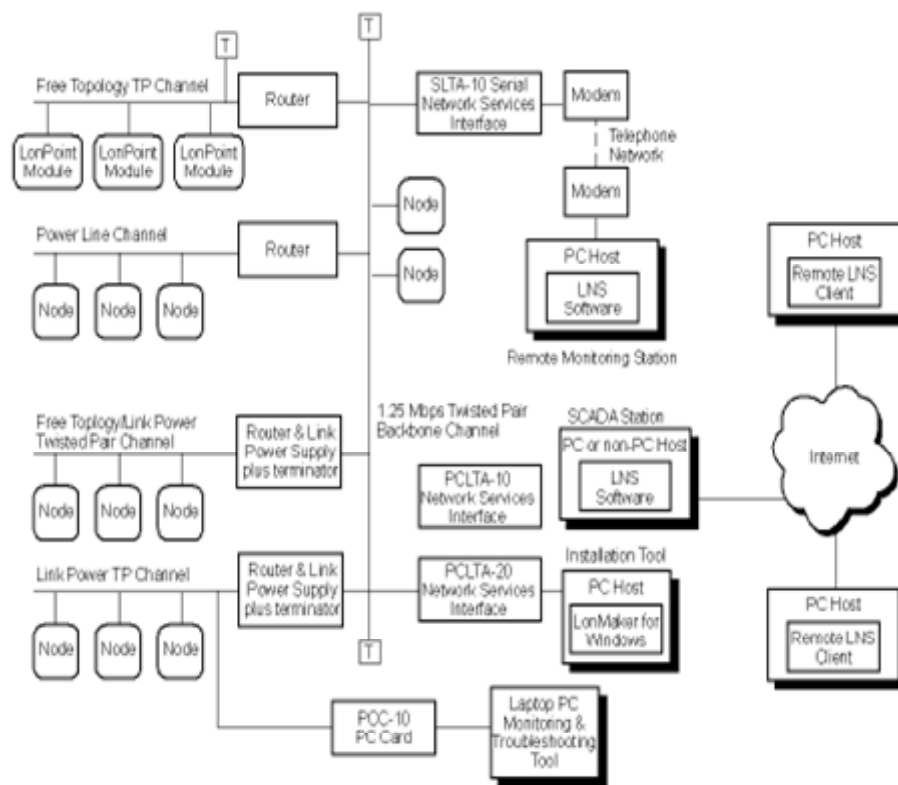 T
T
Free Topology TP Channel
Router
SLTA-10 Serial
Network Services
Interface
Modem
LonPoint
Module
LonPoint
Module
LonPoint
Module
Telephone
Network
Modem
Node
Power Line Channel
Router
Node
PC Host
LNS
Software
PC Host
Remote LNS
Client
Node
Node
Node
Remote Monitoring Station
1.25 Mbps Twisted Pair
Backbone Channel
SCADA Station
Free Toplogy/Link Power
Twisted Pair Channel
Router & Link
Power Supply
plus terminator
PC or non-PC Host
LNS
Software
Internet
PCLTA-10
Network Services
Interface
Node
Node
Node
Installation Tool
Link Power TP Channel
Router & Link
Power Supply
plus terminator
PCLTA-20
Network Services
Interface
PC Host
LonMaker for
Windows
PC Host
Remote LNS
Client
Node
Node
Node
T
PCC-10
PC Card
Laptop PC
Monitoring &
Troubleshooting
Tool